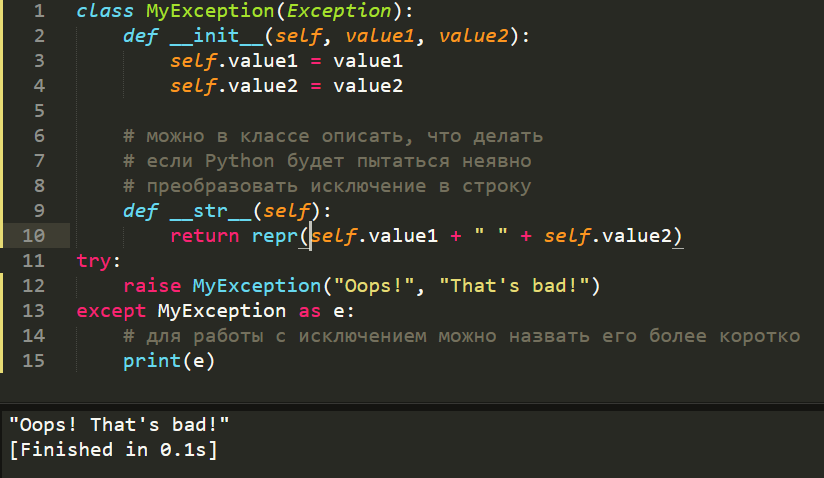 1 class MyException(Exception):
2     def __init__(self, value1, value2):
3         self.value1 = value1
4         self.value2 = value2
5
6     # можно в классе описать, что делать
7     # если Python будет пытаться неявно
8     # преобразовать исключение в строку
9     def __str__(self):
10         return repr(self.value1 + " " + self.value2)
11 try:
12     raise MyException("Oops!", "That's bad!")
13 except MyException as e:
14     # для работы с исключением можно назвать его более коротко
15     print(e)
"Oops! That's bad!"
[Finished in 0.1s]